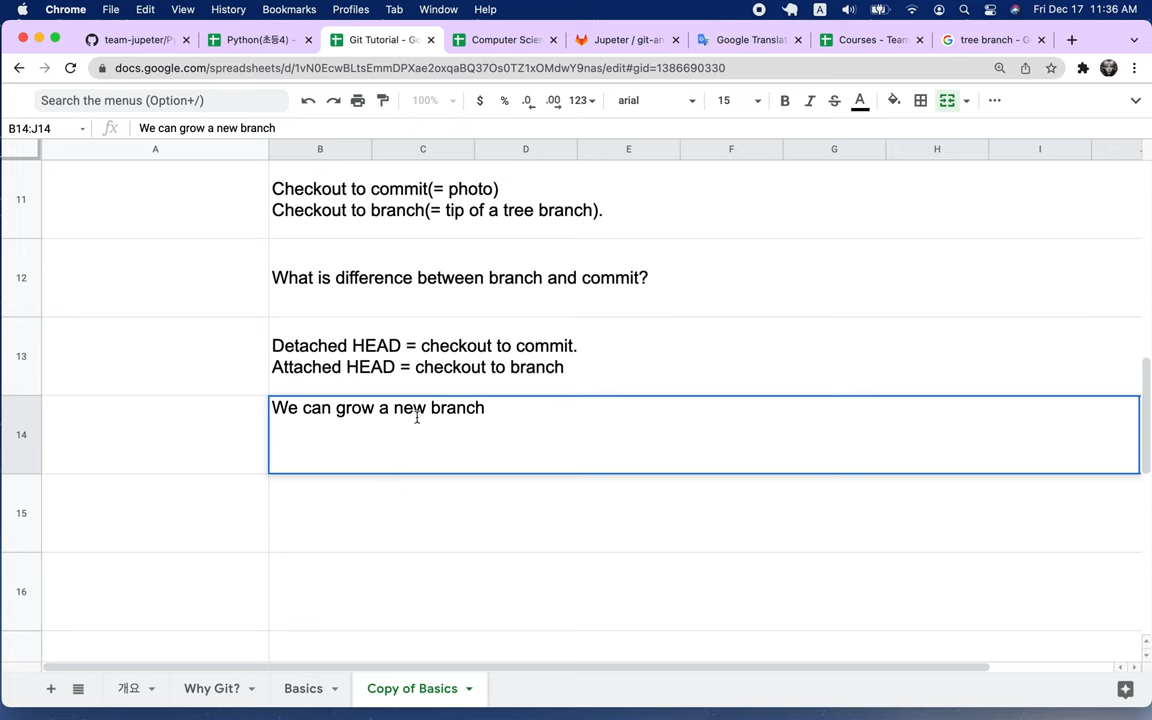 Chrome File Edit View History Bookmarks Profiles Tab Window Help A Fri Dec 17 11:36 AM
team-jupeter/Py Python(초등4) - Git Tutorial - Go Computer Scien Jupeter / git-an Google Translat Courses - Team tree branch - G
docs.google.com/spreadsheets/d/1vN0EcwBLtsEmmDPXae2oxqaBQ37Os0TZ1xOMdwY9nas/edit#gid=1386690330
Search the menus (Option+/) 100% $ % .0 .00 123 arial 15 B I S A
B14:J14 fx We can grow a new branch
A B C D E F G H I
11 Checkout to commit(= photo)
Checkout to branch(= tip of a tree branch).
12 What is difference between branch and commit?
13 Detached HEAD = checkout to commit.
Attached HEAD = checkout to branch
14 We can grow a new branch
15
16
개요 Why Git? Basics Copy of Basics